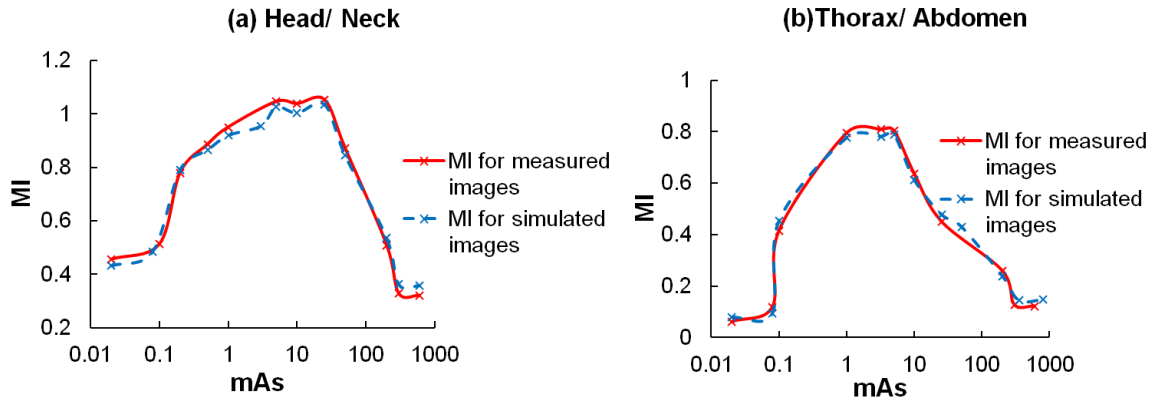 (a) Head/ Neck
1.2
1
0.8
0.6
0.4
0.2
MI
0.01 0.1 1 10 100 1000
mAs
MI for measured
images
MI for simulated
images
(b)Thorax/ Abdomen
1
0.8
0.6
0.4
0.2
0
MI
0.01 0.1 1 10 100 1000
mAs
MI for measured
images
MI for simulated
images